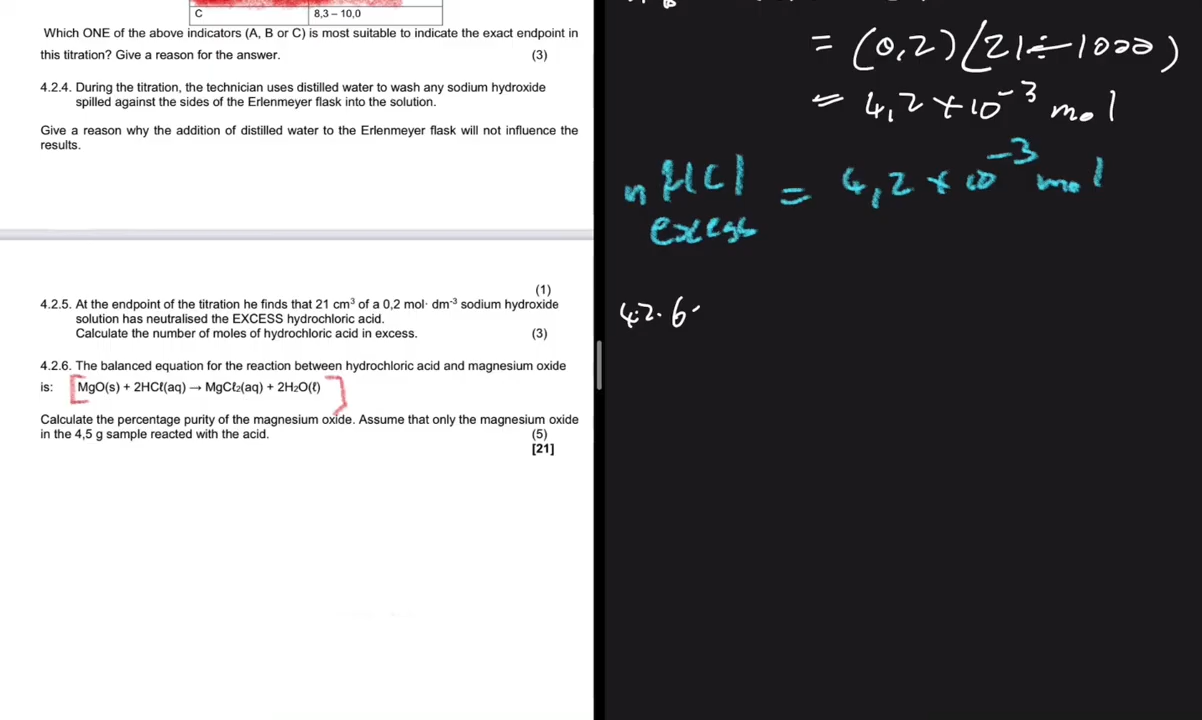 C 8,3 – 10,0
Which ONE of the above indicators (A, B or C) is most suitable to indicate the exact endpoint in
this titration? Give a reason for the answer. (3)
4.2.4. During the titration, the technician uses distilled water to wash any sodium hydroxide
spilled against the sides of the Erlenmeyer flask into the solution.
Give a reason why the addition of distilled water to the Erlenmeyer flask will not influence the
results.
(1)
4.2.5. At the endpoint of the titration he finds that 21 cm³ of a 0,2 mol· dm⁻³ sodium hydroxide
solution has neutralised the EXCESS hydrochloric acid.
Calculate the number of moles of hydrochloric acid in excess. (3)
4.2.6. The balanced equation for the reaction between hydrochloric acid and magnesium oxide
is: MgO(s) + 2HCℓ(aq) → MgCℓ₂(aq) + 2H₂O(ℓ)
Calculate the percentage purity of the magnesium oxide. Assume that only the magnesium oxide
in the 4,5 g sample reacted with the acid. (5)
[21]
= (0,2)(21÷1000)
= 4,2 × 10⁻³ mol
n HCl = 4,2 × 10⁻³ mol
excess
4.2.6.